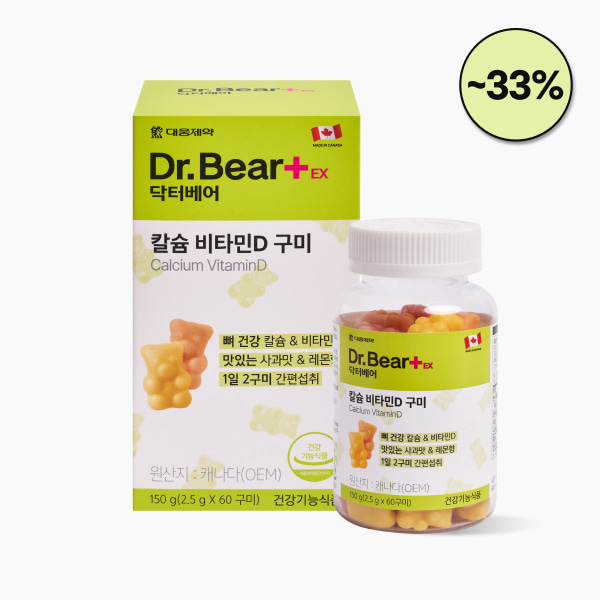 ~33%
대웅제약
MADE IN CANADA
Dr.Bear+EX
닥터베어
칼슘 비타민D 구미
Calcium VitaminD
뼈 건강 칼슘 & 비타민
맛있는 사과맛 & 레몬향
1일 2구미 간편섭취
건강
기능식품
원산지 : 캐나다(OEM)
150 g(2.5 g X 60 구미)
건강기능식품
대웅제약
Dr.Bear+EX
닥터베어
칼슘 비타민D 구미
Calcium VitaminD
뼈 건강 칼슘 & 비타민D
맛있는 사과맛 & 레몬향
1일 2구미 간편섭취
원산지 : 캐나다(OEM)
150 g(2.5 g X 60구미)
건강기능식품